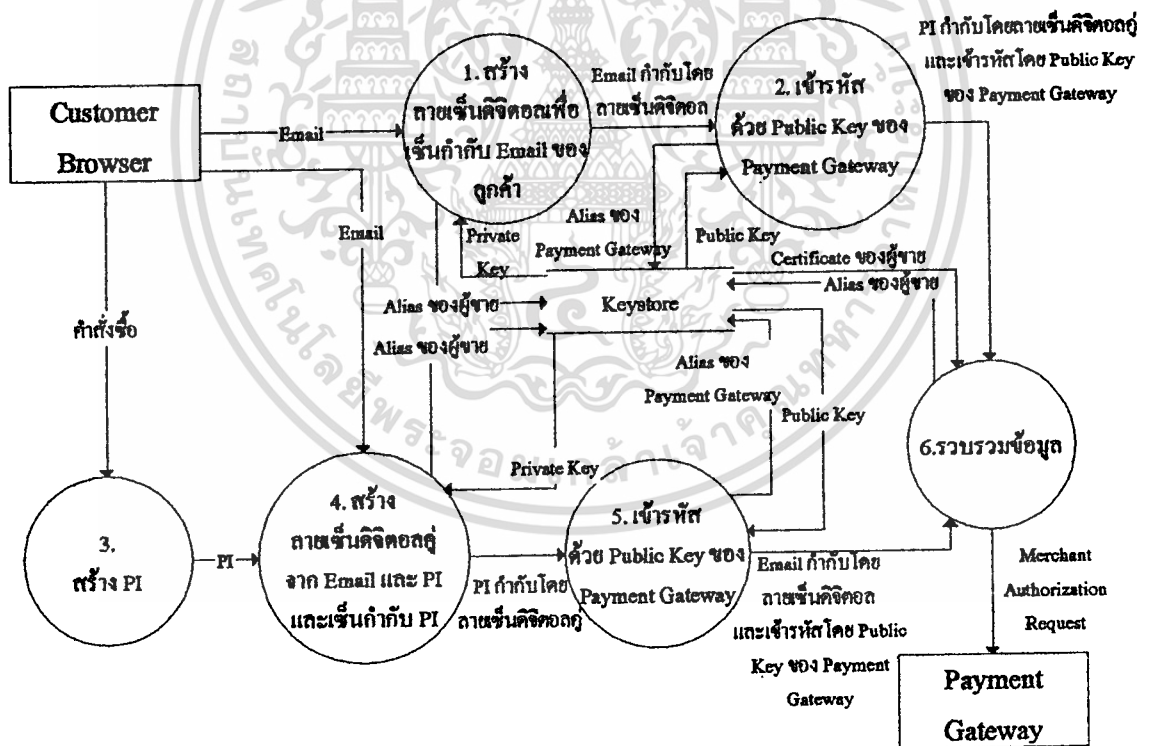 PI กำกับโดยลายเซ็นดิจิตอลคู่
และเข้ารหัสโดย Public Key
ของ Payment Gateway
Customer
Browser
Email
1. สร้าง
ลายเซ็นดิจิตอลเพื่อ
เซ็นกำกับ Email ของ
ลูกค้า
Email กำกับโดย
ลายเซ็นดิจิตอล
2. เข้ารหัส
ด้วย Public Key ของ
Payment Gateway
Email
Private
Key
Alias ของ
Payment Gateway
Public Key
Certificate ของผู้ขาย
Alias ของผู้ขาย
Alias ของผู้ขาย
Keystore
Alias ของผู้ขาย
คำสั่งซื้อ
Alias ของ
Payment Gateway
Public Key
6.รวบรวมข้อมูล
Private Key
3.
สร้าง PI
PI
4. สร้าง
ลายเซ็นดิจิตอลคู่
จาก Email และ PI
และเซ็นกำกับ PI
PI กำกับโดย
ลายเซ็นดิจิตอลคู่
5. เข้ารหัส
ด้วย Public Key ของ
Payment Gateway
Email กำกับโดย
ลายเซ็นดิจิตอล
และเข้ารหัสโดย Public
Key ของ Payment
Gateway
Merchant
Authorization
Request
Payment
Gateway